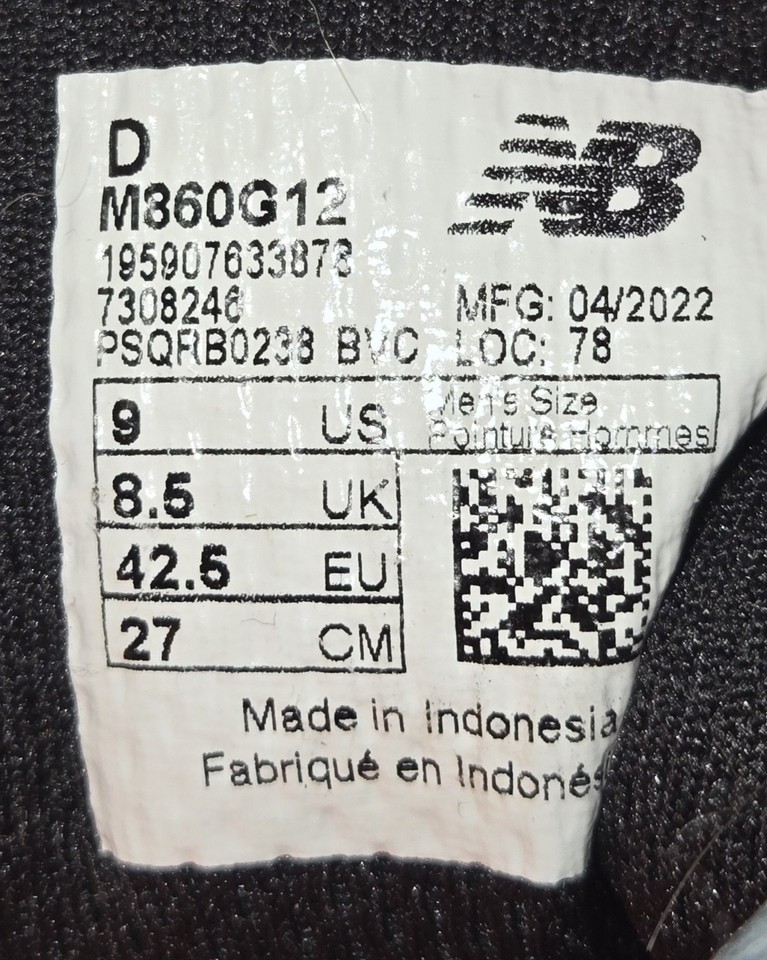 D
NB
M860G12
195907633878
7308246
MFG: 04/2022
PSQRB0238 BVC LOC: 78
9 US Men's Size
Pointure Hommes
8.5 UK
42.5 EU
27 CM
Made in Indonesia
Fabriqué en Indonés